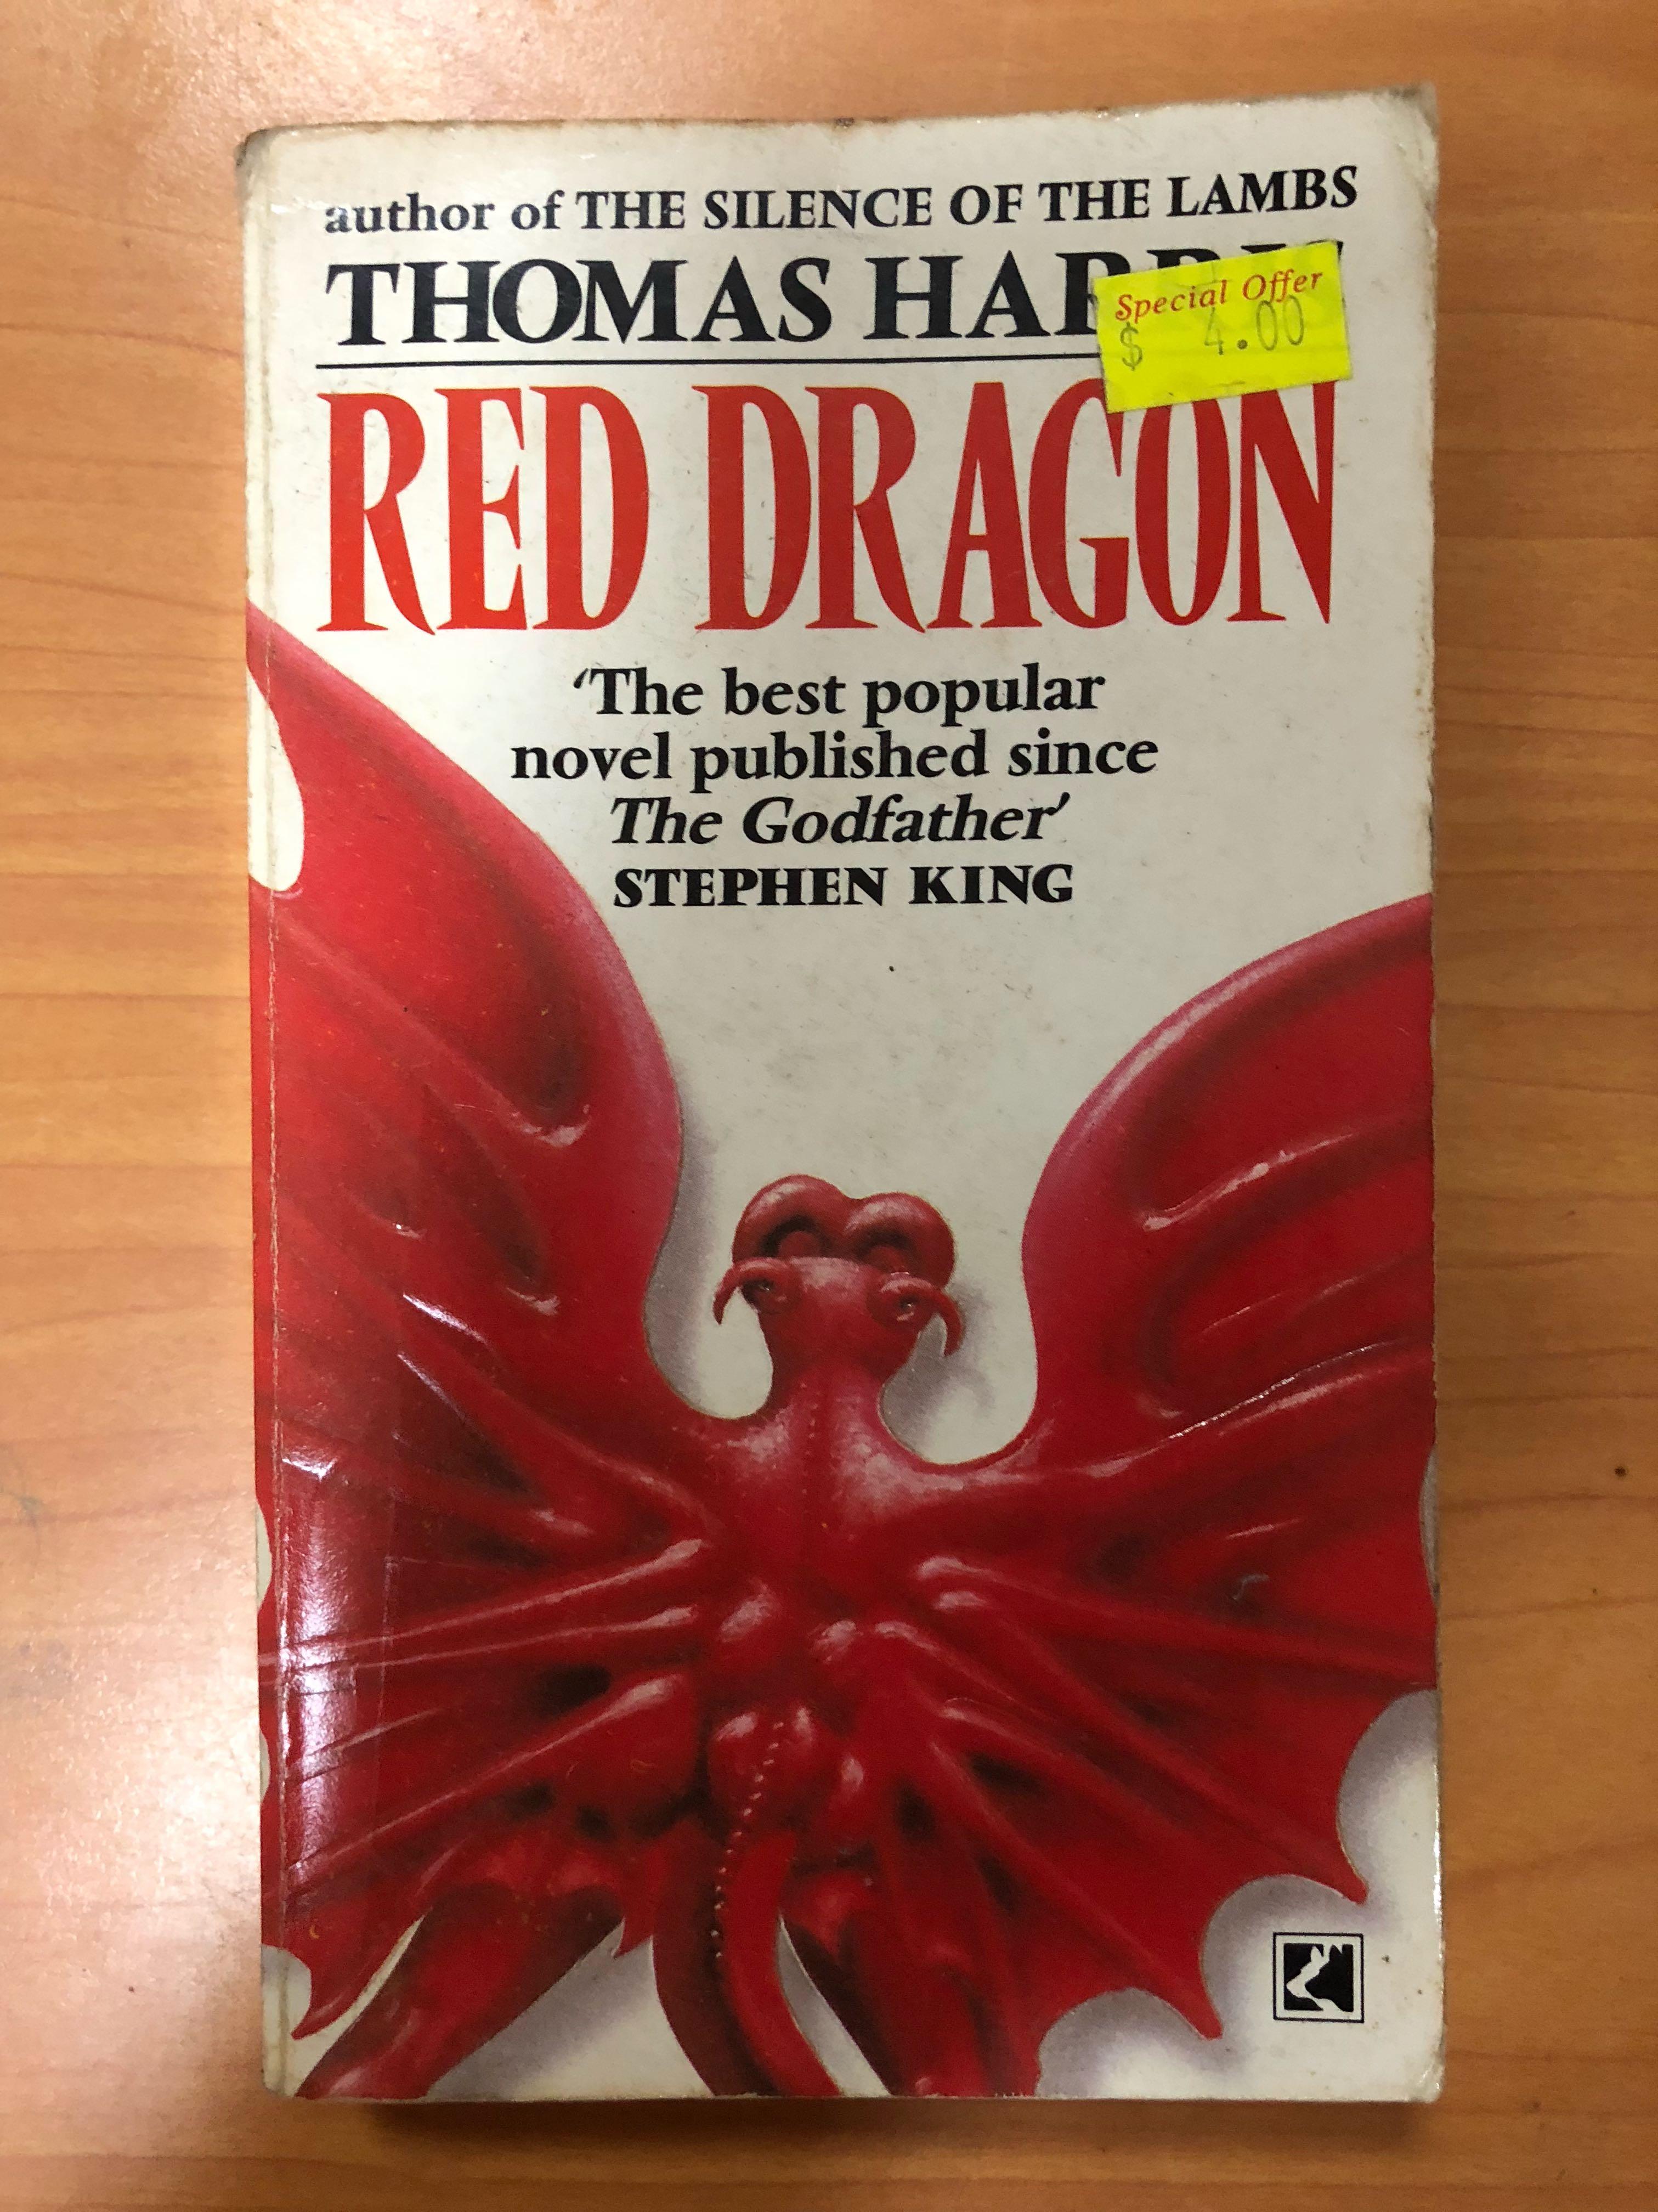 author of THE SILENCE OF THE LAMBS
THOMAS
Special Offer
$ 4.00
RED DRAGON
‘The best popular
novel published since
The Godfather’
STEPHEN KING